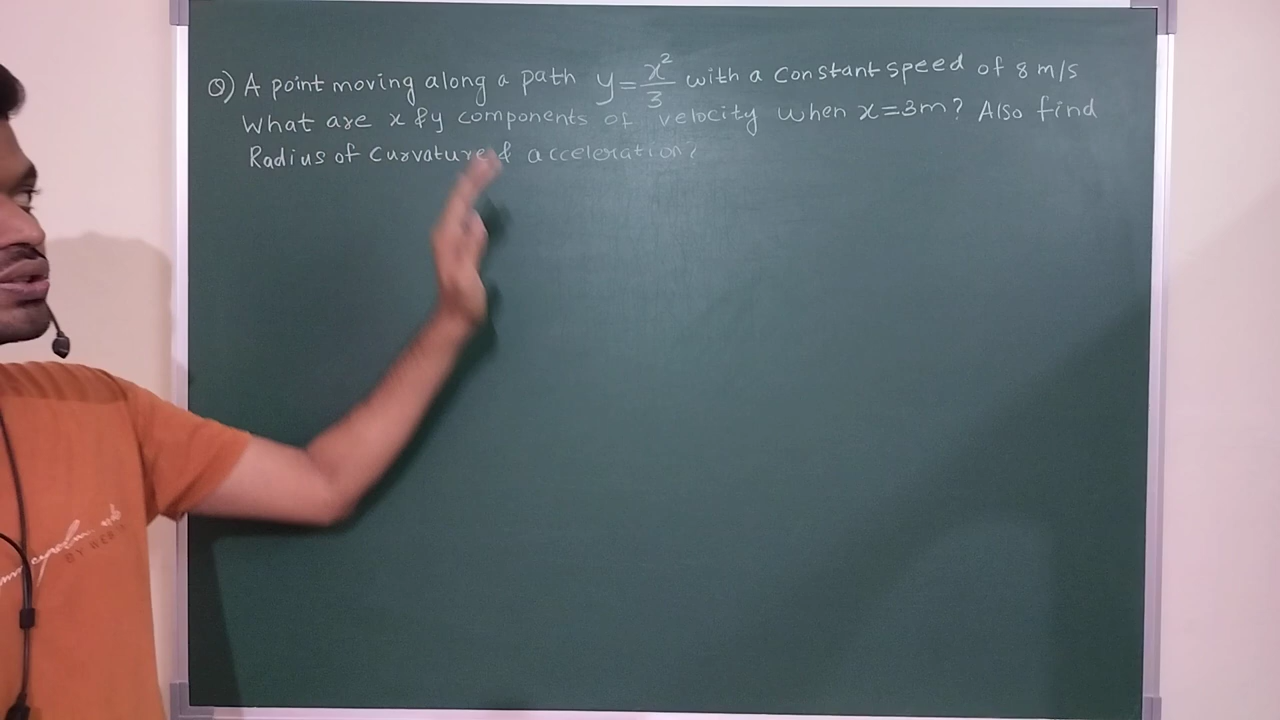 Q) A point moving along a path y=x²/3 with a constant speed of 8 m/s
What are x & y components of velocity when x=3m? Also find
Radius of Curvature & acceleration?